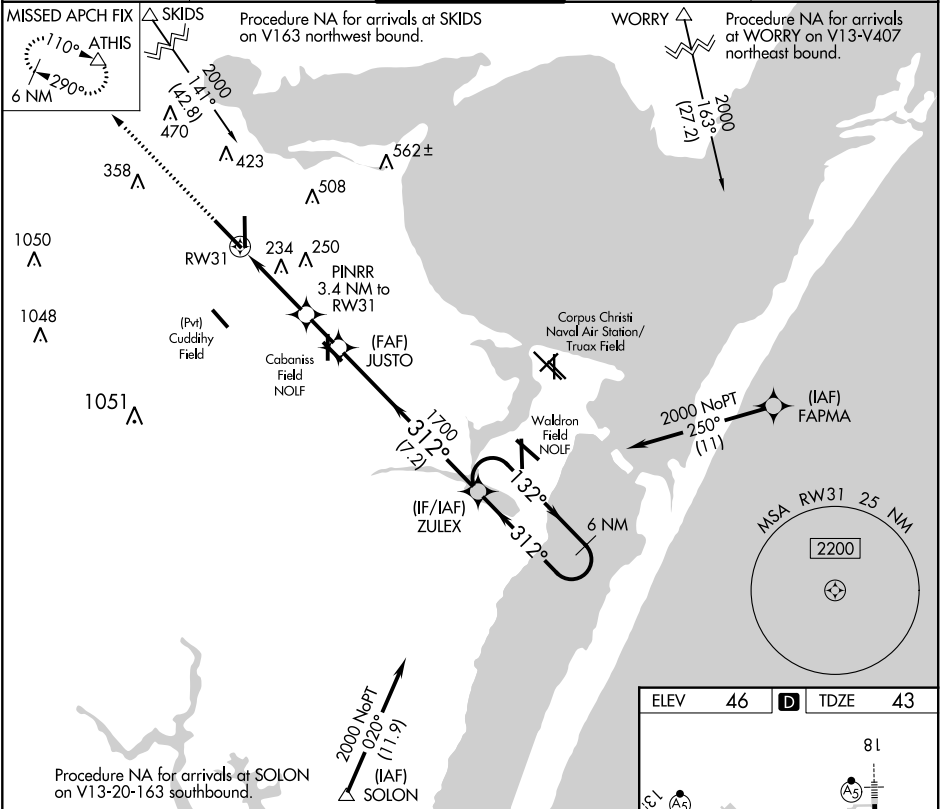 MISSED APCH FIX
110°
ATHIS
290°
6 NM
SKIDS
2000
141°
(42.8)
Procedure NA for arrivals at SKIDS
on V163 northwest bound.
WORRY
Procedure NA for arrivals
at WORRY on V13-V407
northeast bound.
2000
163°
(27.2)
470
423
562±
358
508
1050
RW31
234
250
PINRR
3.4 NM to
RW31
1048
(Pvt)
Cuddihy
Field
Cabaniss
Field
NOLF
(FAF)
JUSTO
Corpus Christi
Naval Air Station/
Truax Field
1051
1700
312°
(7.2)
Waldron
Field
NOLF
2000 NoPT
250°
(11)
(IAF)
FAPMA
132°
(IF/IAF)
ZULEX
312°
6 NM
MSA RW31 25 NM
2200
2000 NoPT
020°
(11.9)
(IAF)
SOLON
Procedure NA for arrivals at SOLON
on V13-20-163 southbound.
ELEV 46 D TDZE 43
18
A5
13
A5